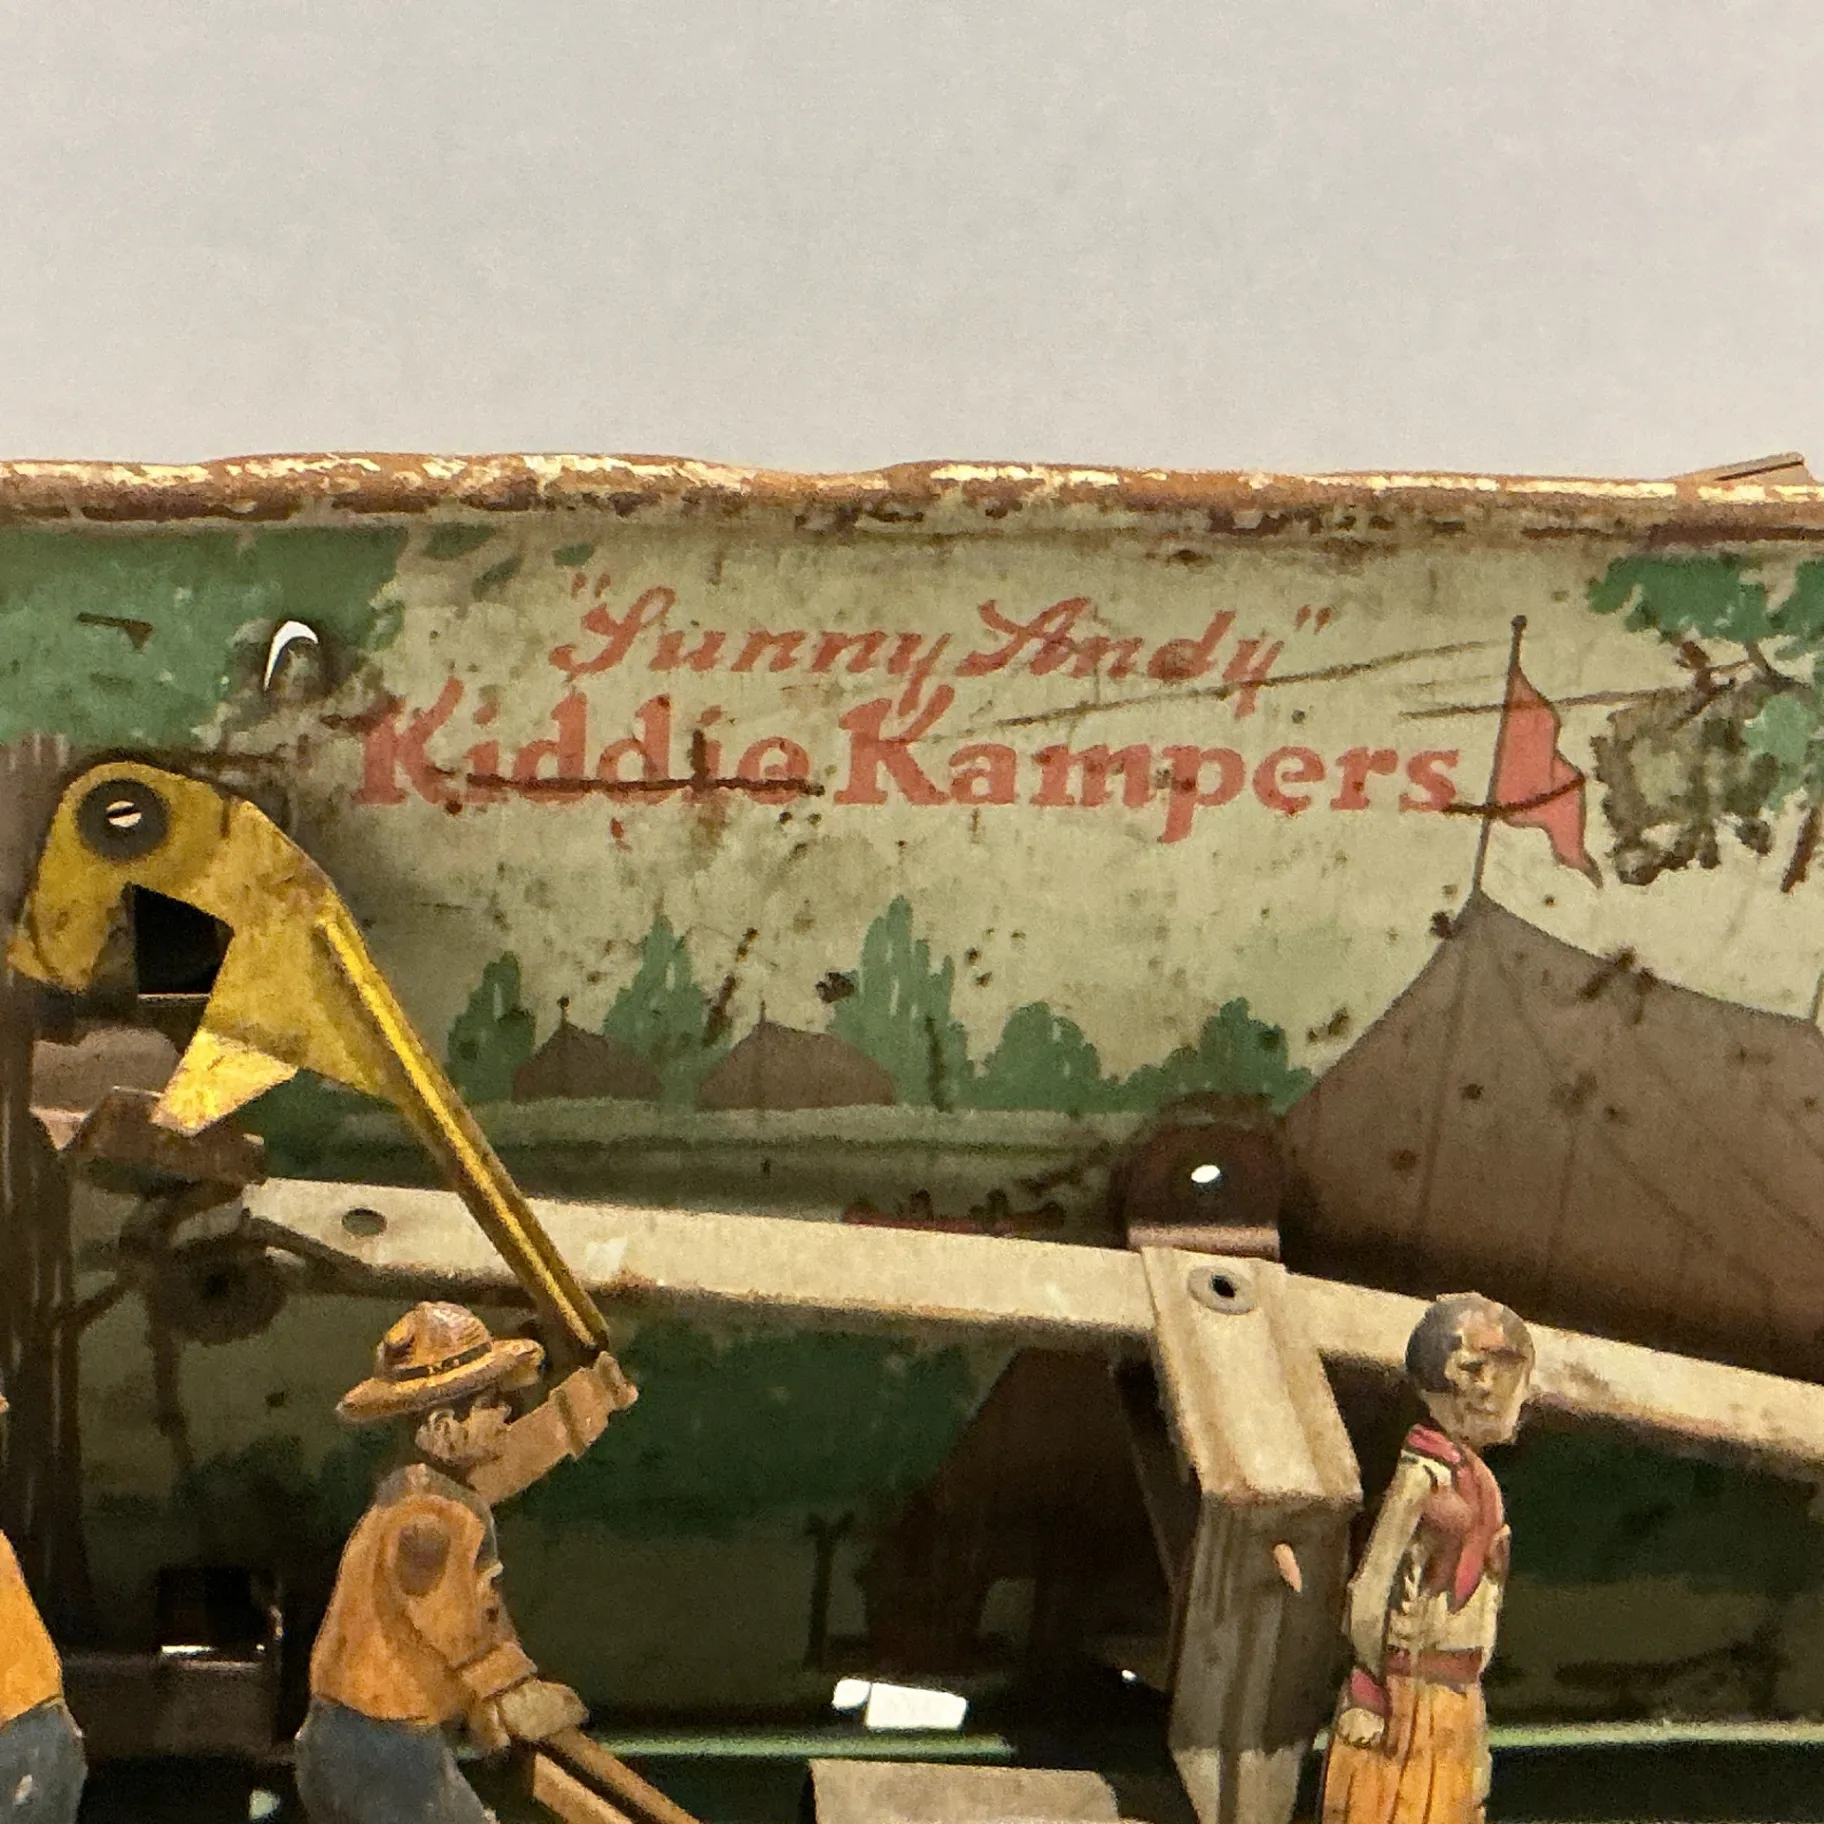 "Sunny Andy"
Kiddie Kampers